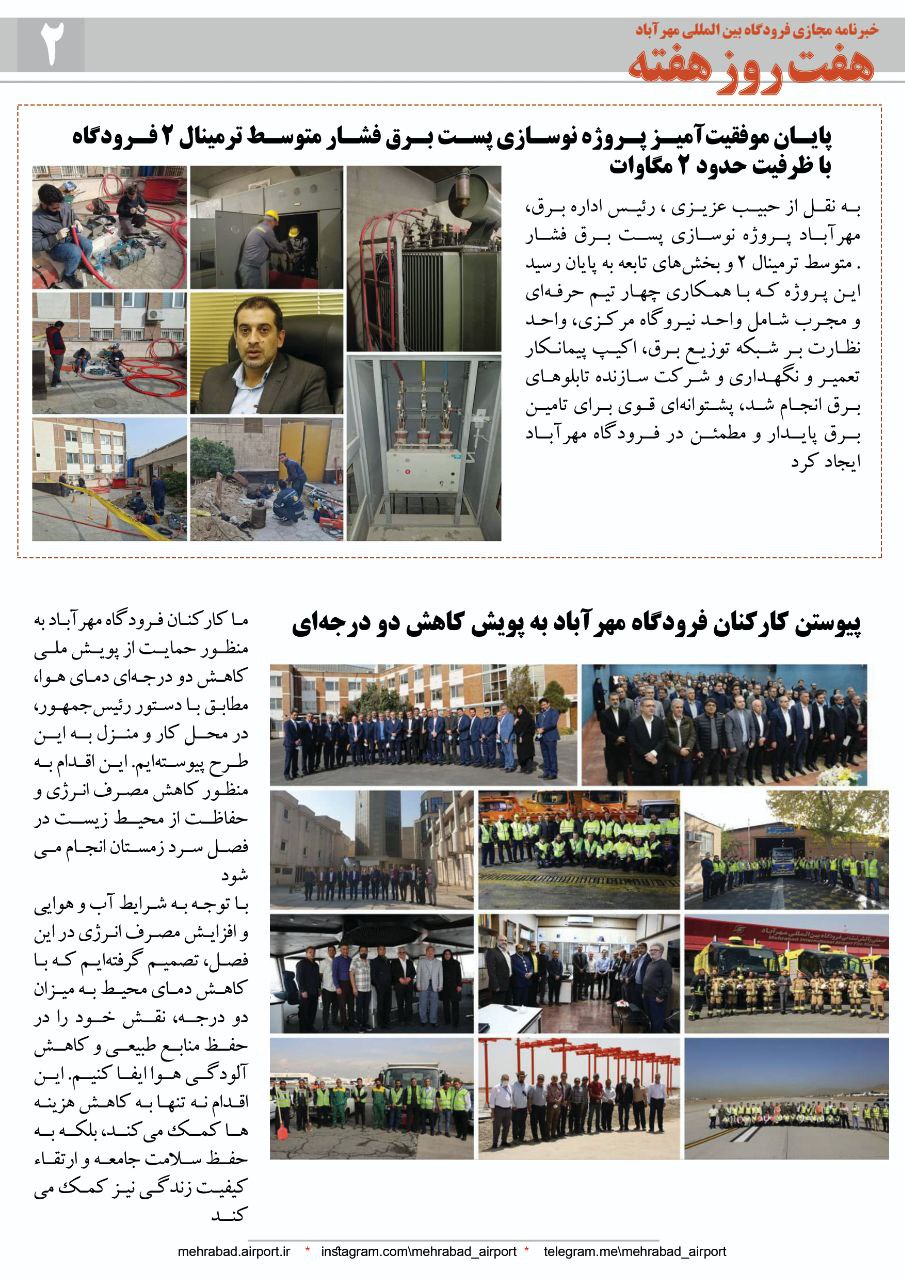 خبرنامه مجازی فرودگاه بین المللی مهرآباد
هفت روز هفته
۲
پایان موفقیت‌آمیز پروژه نوسازی پست برق فشار متوسط ترمینال ۲ فرودگاه
با ظرفیت حدود ۲ مگاوات
به نقل از حبیب عزیزی ، رئیس اداره برق،
مهرآباد پروژه نوسازی پست برق فشار
. متوسط ترمینال ۲ و بخش‌های تابعه به پایان رسید
این پروژه که با همکاری چهار تیم حرفه‌ای
و مجرب شامل واحد نیروگاه مرکزی، واحد
نظارت بر شبکه توزیع برق، اکیپ پیمانکار
تعمیر و نگهداری و شرکت سازنده تابلوهای
برق انجام شد، پشتوانه‌ای قوی برای تامین
برق پایدار و مطمئن در فرودگاه مهرآباد
ایجاد کرد
پیوستن کارکنان فرودگاه مهرآباد به پویش کاهش دو درجه‌ای
ما کارکنان فرودگاه مهرآباد به
منظور حمایت از پویش ملی
کاهش دو درجه‌ای دمای هوا،
مطابق با دستور رئیس‌جمهور،
در محل کار و منزل به این
طرح پیوسته‌ایم. این اقدام به
منظور کاهش مصرف انرژی و
حفاظت از محیط زیست در
فصل سرد زمستان انجام می
شود
با توجه به شرایط آب و هوایی
و افزایش مصرف انرژی در این
فصل، تصمیم گرفته‌ایم که با
کاهش دمای محیط به میزان
دو درجه، نقش خود را در
حفظ منابع طبیعی و کاهش
آلودگی هوا ایفا کنیم. این
اقدام نه تنها به کاهش هزینه
ها کمک می‌کند، بلکه به
حفظ سلامت جامعه و ارتقاء
کیفیت زندگی نیز کمک می
کند
فرودگاه بین المللی مهرآباد
Mehrabad International Airport Fire
mehrabad.airport.ir * instagram.com\mehrabad_airport * telegram.me\mehrabad_airport